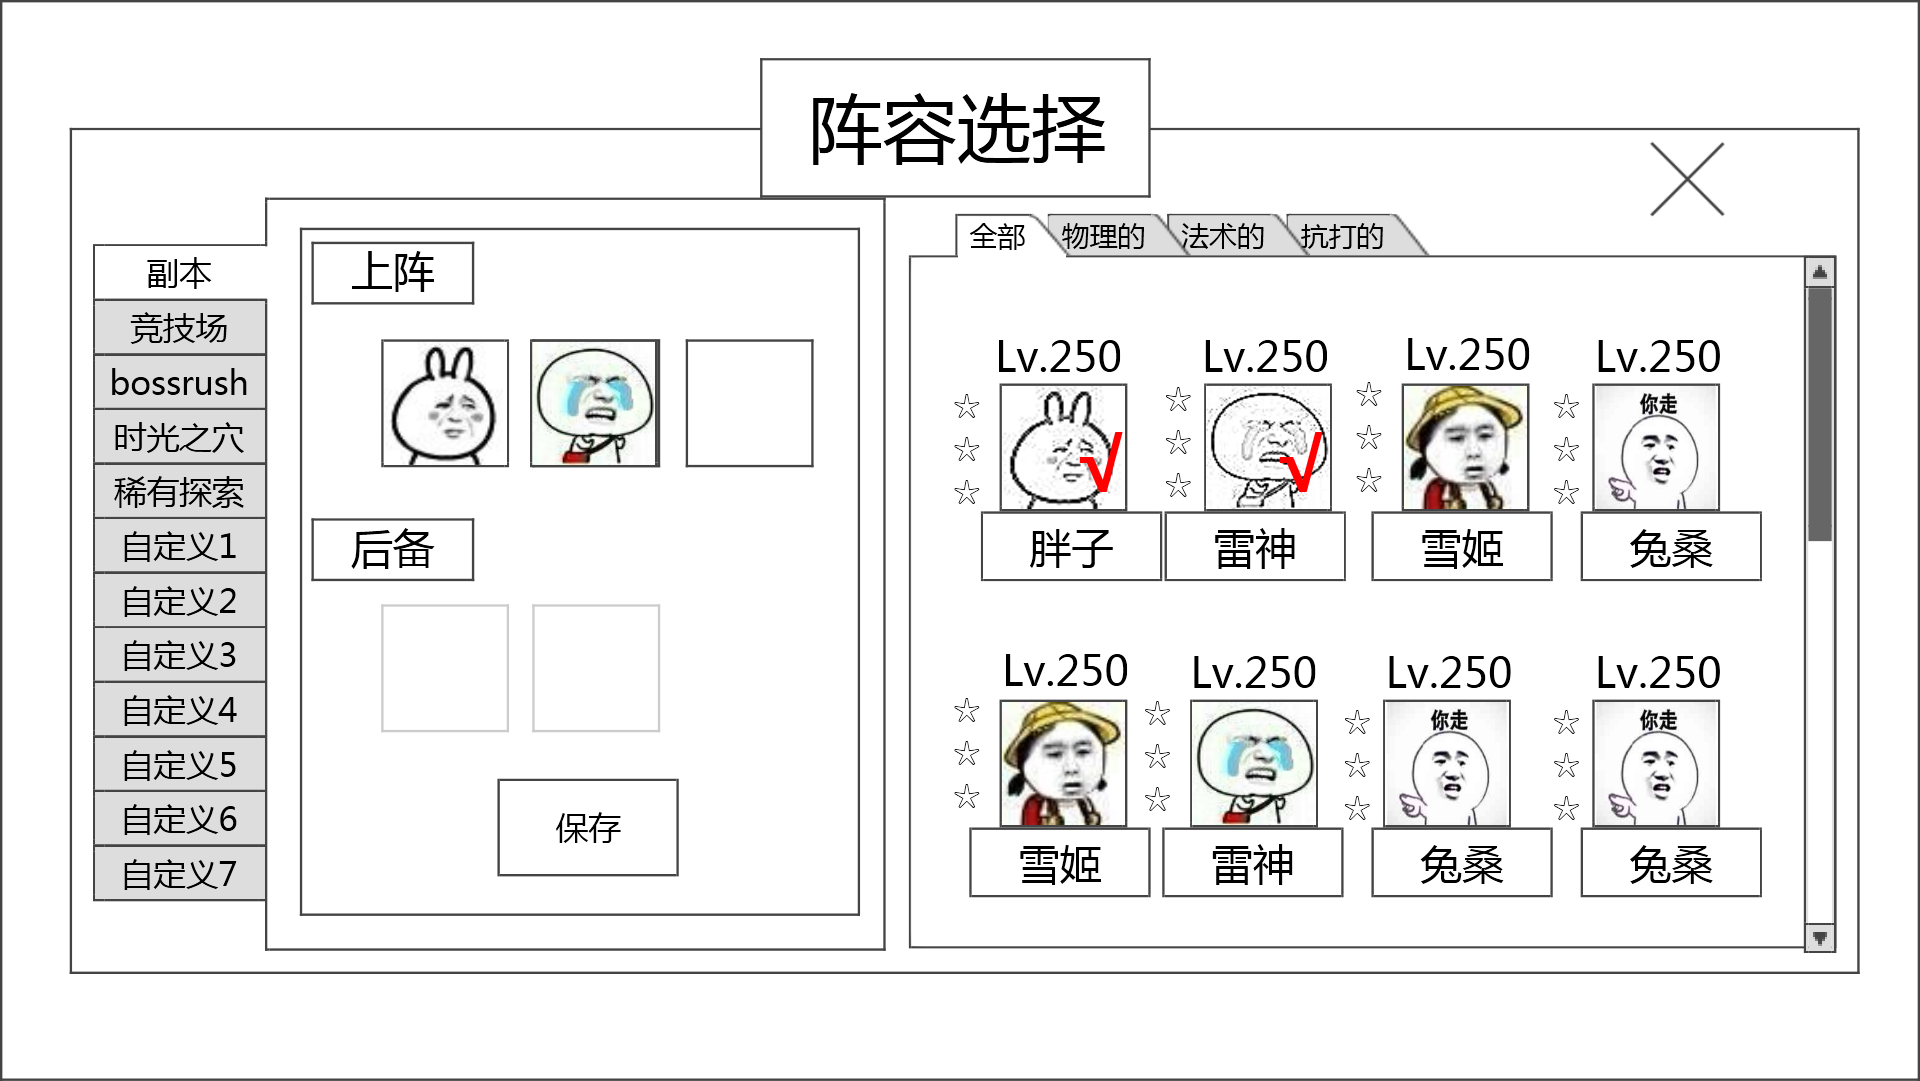 阵容选择
副本
竞技场
bossrush
时光之穴
稀有探索
自定义1
自定义2
自定义3
自定义4
自定义5
自定义6
自定义7
上阵
后备
保存
全部 物理的 法术的 抗打的
Lv.250 Lv.250 Lv.250 Lv.250
你走
√ √
胖子 雷神 雪姬 兔桑
Lv.250 Lv.250 Lv.250 Lv.250
你走 你走
雪姬 雷神 兔桑 兔桑